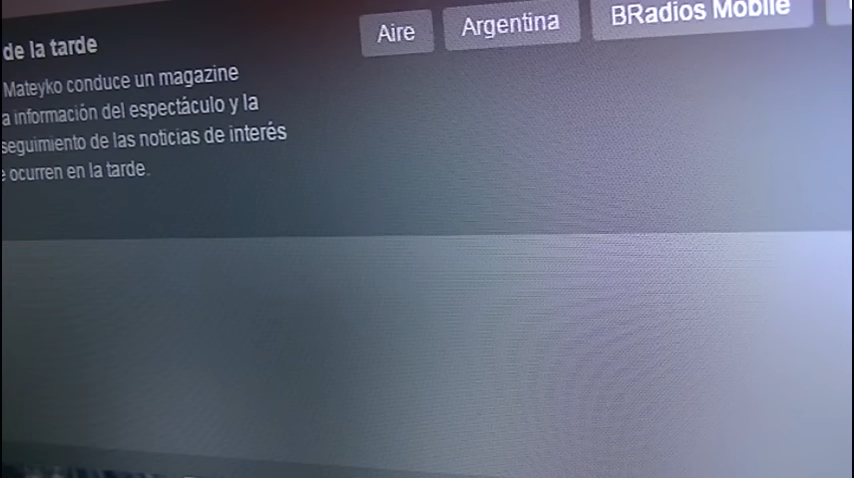 de la tarde
Mateyko conduce un magazine
a información del espectáculo y la
seguimiento de las noticias de interés
e ocurren en la tarde.
Aire
Argentina
BRadios Mobile